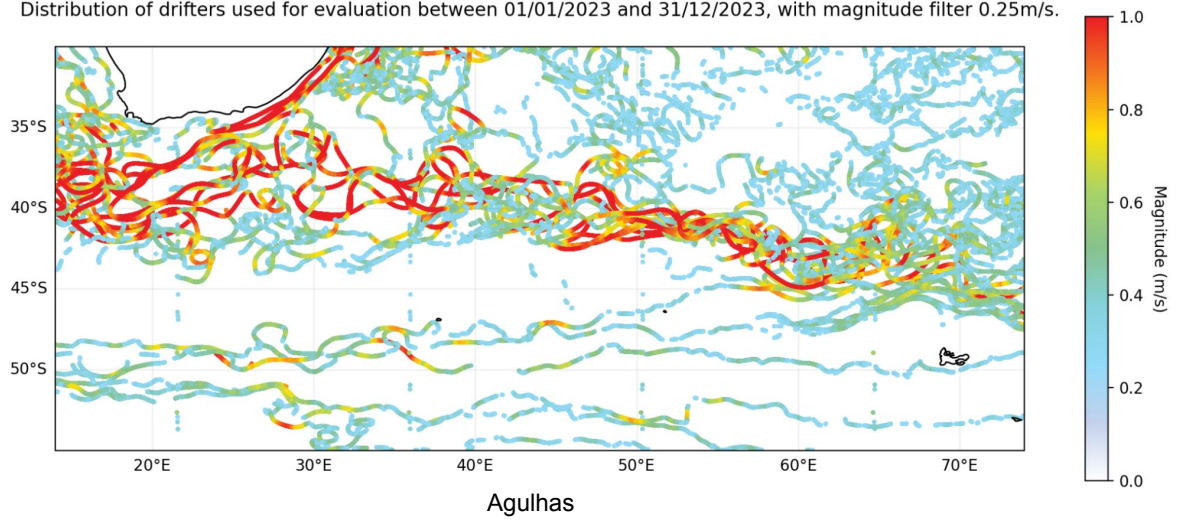 Distribution of drifters used for evaluation between 01/01/2023 and 31/12/2023, with magnitude filter 0.25m/s.
35°S
40°S
45°S
50°S
20°E 30°E 40°E 50°E 60°E 70°E
Agulhas
1.0
0.8
0.6
0.4
0.2
0.0
Magnitude (m/s)